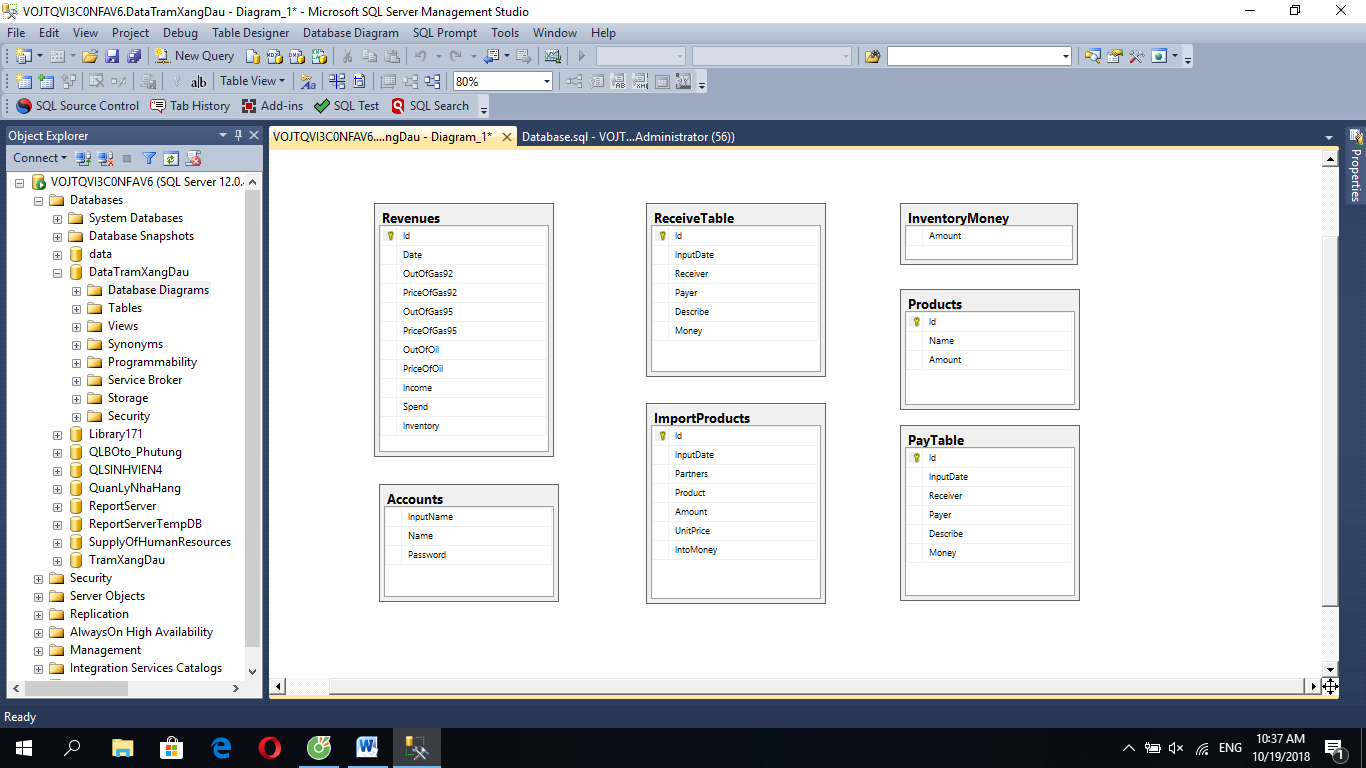 VOJTQVI3C0NFAV6.DataTramXangDau - Diagram_1* - Microsoft SQL Server Management Studio
File Edit View Project Debug Table Designer Database Diagram SQL Prompt Tools Window Help
New Query
ab| Table View 80%
SQL Source Control Tab History Add-ins SQL Test SQL Search
Object Explorer
Connect
VOJTQVI3C0NFAV6 (SQL Server 12.0.
Databases
System Databases
Database Snapshots
data
DataTramXangDau
Database Diagrams
Tables
Views
Synonyms
Programmability
Service Broker
Storage
Security
Library171
QLBOto_Phutung
QLSINHVIEN4
QuanLyNhaHang
ReportServer
ReportServerTempDB
SupplyOfHumanResources
TramXangDau
Security
Server Objects
Replication
AlwaysOn High Availability
Management
Integration Services Catalogs
VOJTQVI3C0NFAV6....ngDau - Diagram_1* Database.sql - VOJT...Administrator (56))
Revenues
Id
Date
OutOfGas92
PriceOfGas92
OutOfGas95
PriceOfGas95
OutOfOil
PriceOfOil
Income
Spend
Inventory
Accounts
InputName
Name
Password
ReceiveTable
Id
InputDate
Receiver
Payer
Describe
Money
ImportProducts
Id
InputDate
Partners
Product
Amount
UnitPrice
IntoMoney
InventoryMoney
Amount
Products
Id
Name
Amount
PayTable
Id
InputDate
Receiver
Payer
Describe
Money
Properties
Ready
ENG
10:37 AM
10/19/2018
1